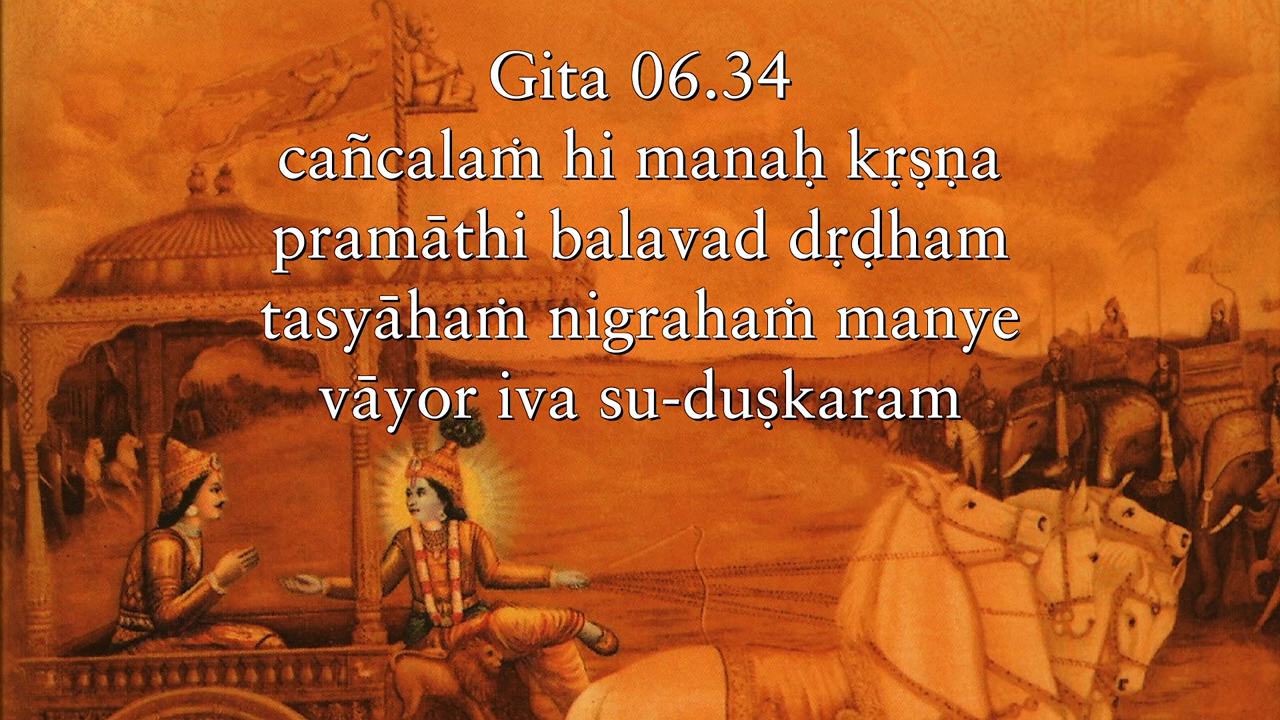 Gita 06.34
cañcalaṁ hi manaḥ kṛṣṇa
pramāthi balavad dṛḍham
tasyāhaṁ nigrahaṁ manye
vāyor iva su-duṣkaram